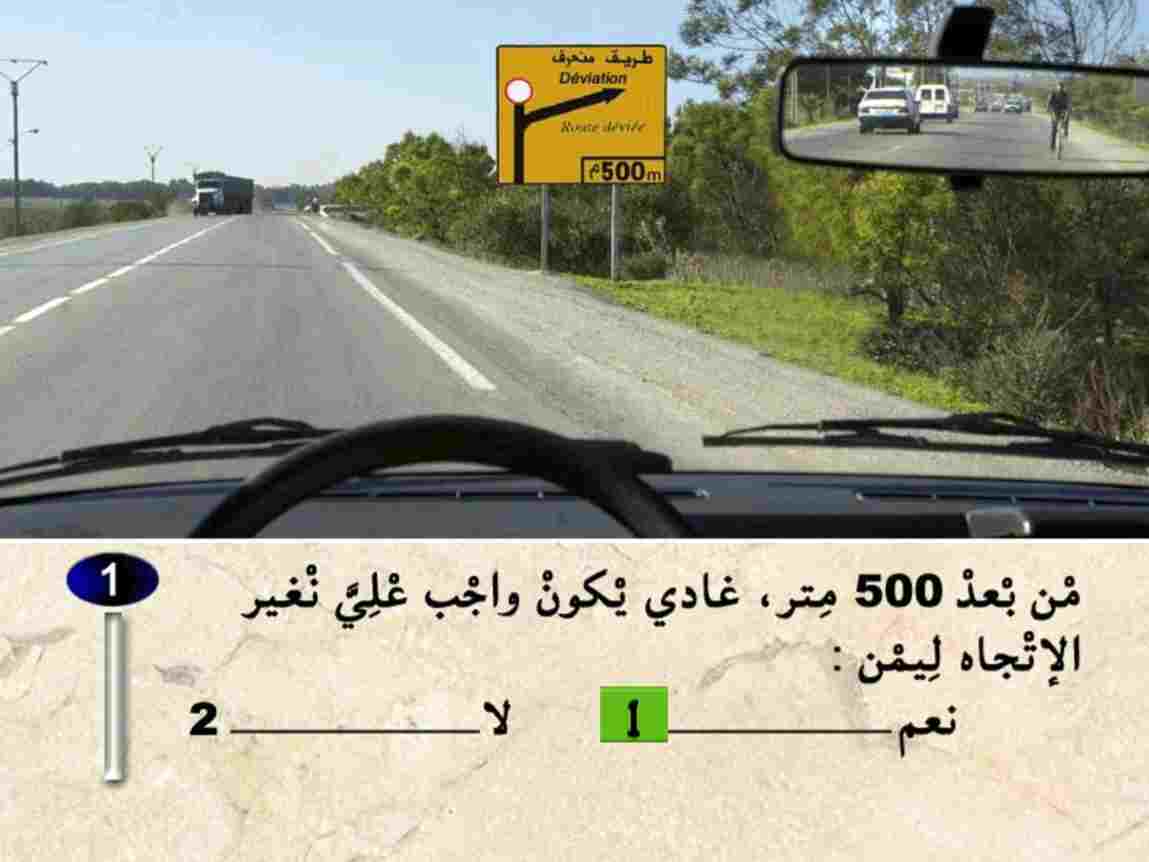 طريق منحرف
Déviation
Route déviée
م500m
1
مْن بْعدْ 500 مِتر، غادي يْكونْ واجْب عْلِيَّ نْغير
الإتْجاه لِيمْن :
نعم 1 لا 2